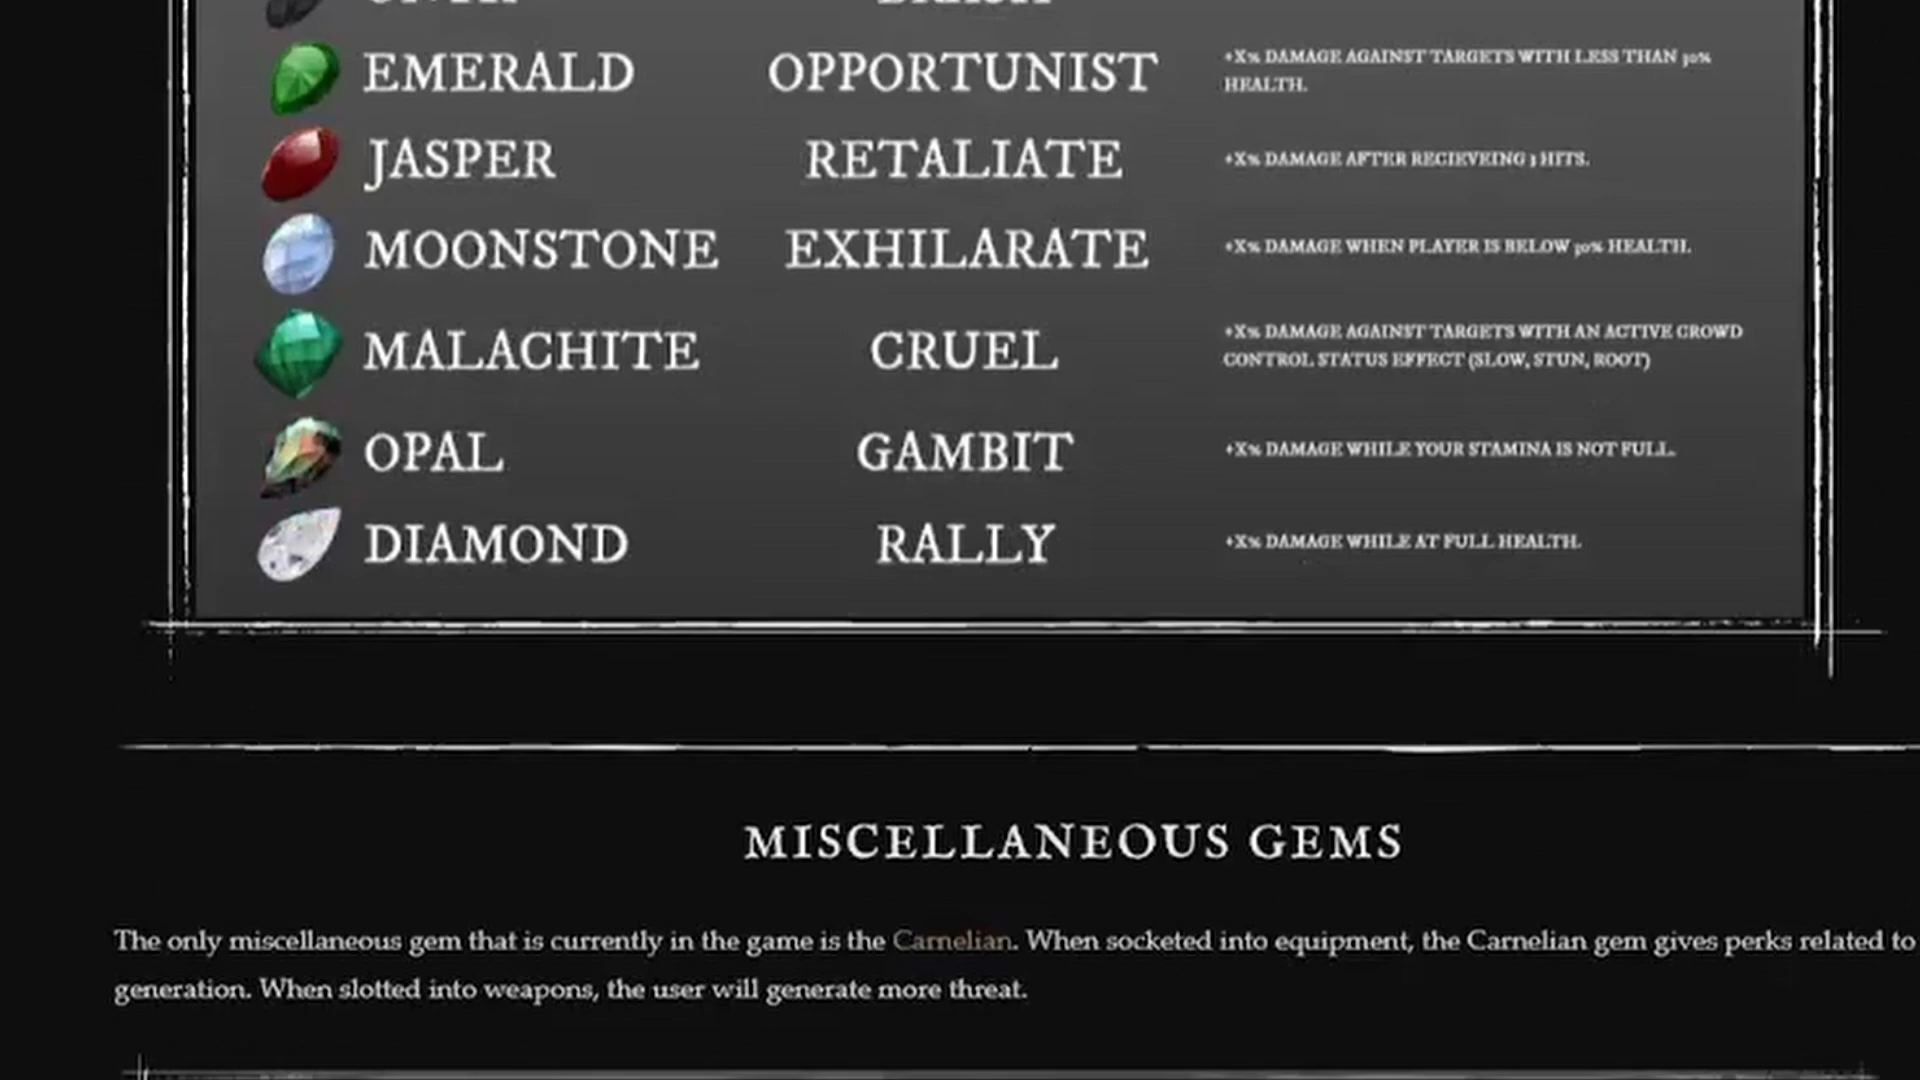 EMERALD OPPORTUNIST +X% DAMAGE AGAINST TARGETS WITH LESS THAN 30%
HEALTH.
JASPER RETALIATE +X% DAMAGE AFTER RECIEVEING 3 HITS.
MOONSTONE EXHILARATE +X% DAMAGE WHEN PLAYER IS BELOW 50% HEALTH.
MALACHITE CRUEL +X% DAMAGE AGAINST TARGETS WITH AN ACTIVE CROWD
CONTROL STATUS EFFECT (SLOW, STUN, ROOT)
OPAL GAMBIT +X% DAMAGE WHILE YOUR STAMINA IS NOT FULL.
DIAMOND RALLY +X% DAMAGE WHILE AT FULL HEALTH.
MISCELLANEOUS GEMS
The only miscellaneous gem that is currently in the game is the Carnelian. When socketed into equipment, the Carnelian gem gives perks related to
generation. When slotted into weapons, the user will generate more threat.